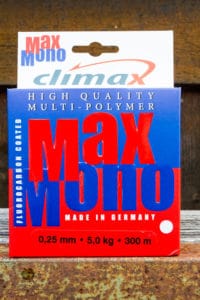 Max
Mono
climax
HIGH QUALITY
MULTI-POLYMER
FLUOROCARBON COATED
Max
Mono
MADE IN GERMANY
0,25 mm • 5,0 kg • 300 m